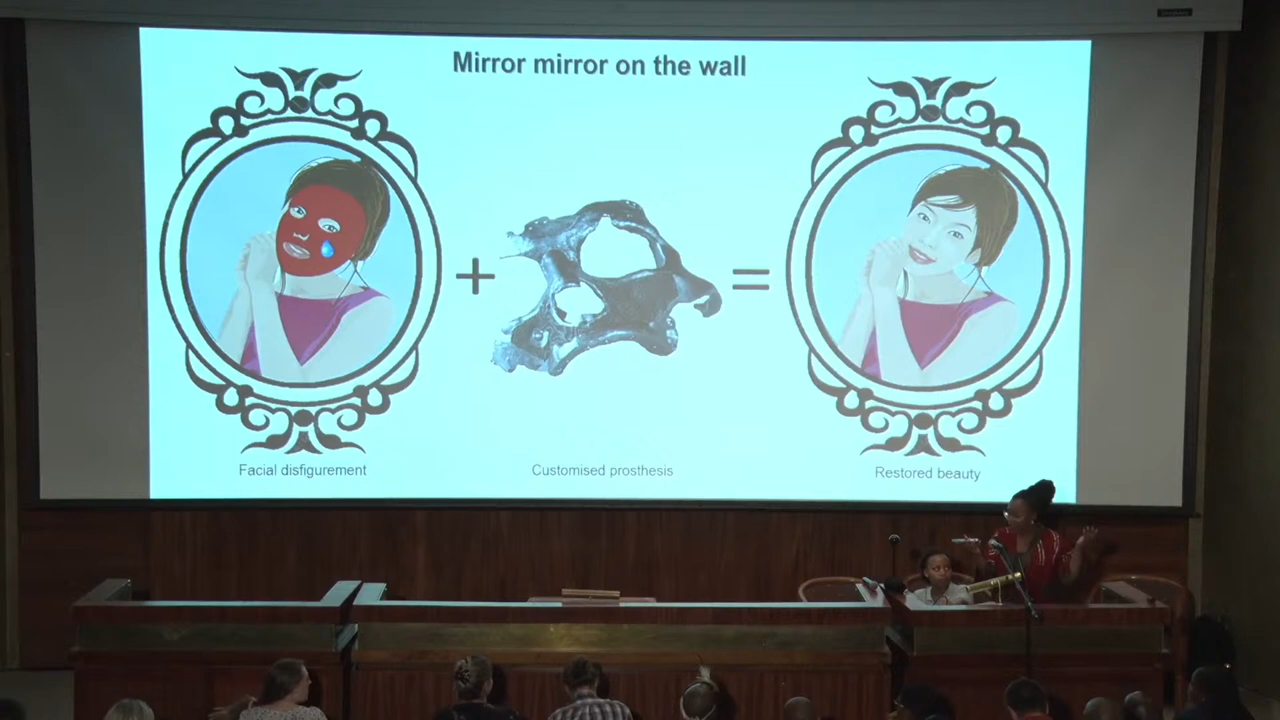 Mirror mirror on the wall
+
=
Facial disfigurement
Customised prosthesis
Restored beauty